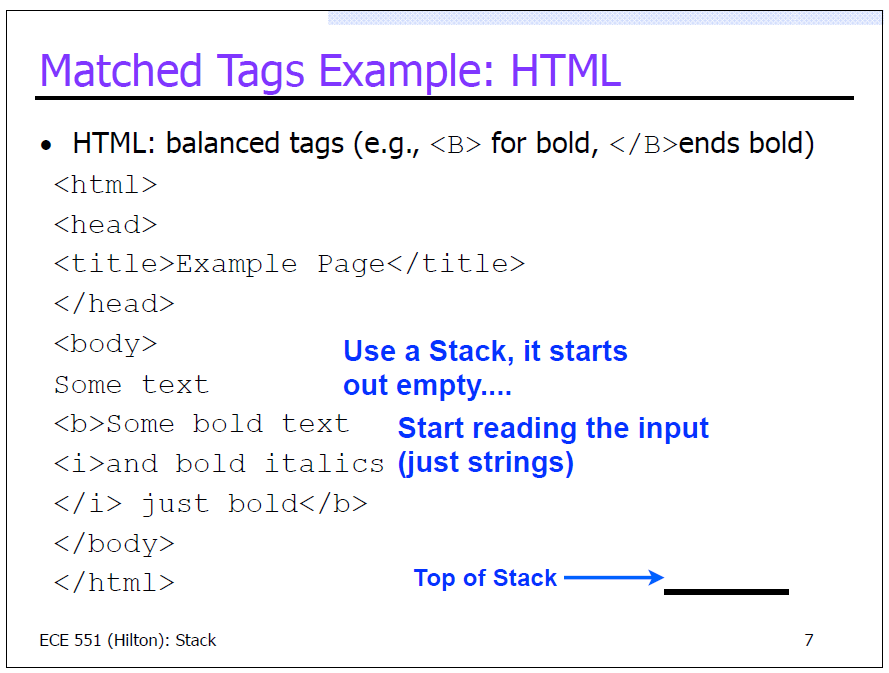 Matched Tags Example: HTML
• HTML: balanced tags (e.g., <B> for bold, </B>ends bold)
<html>
<head>
<title>Example Page</title>
</head>
<body>
Some text
Use a Stack, it starts
out empty....
<b>Some bold text
<i>and bold italics
Start reading the input
(just strings)
</i> just bold</b>
</body>
</html>
Top of Stack
ECE 551 (Hilton): Stack
7